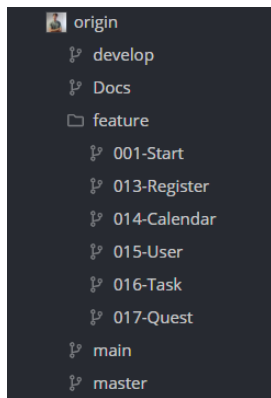 origin
develop
Docs
feature
001-Start
013-Register
014-Calendar
015-User
016-Task
017-Quest
main
master